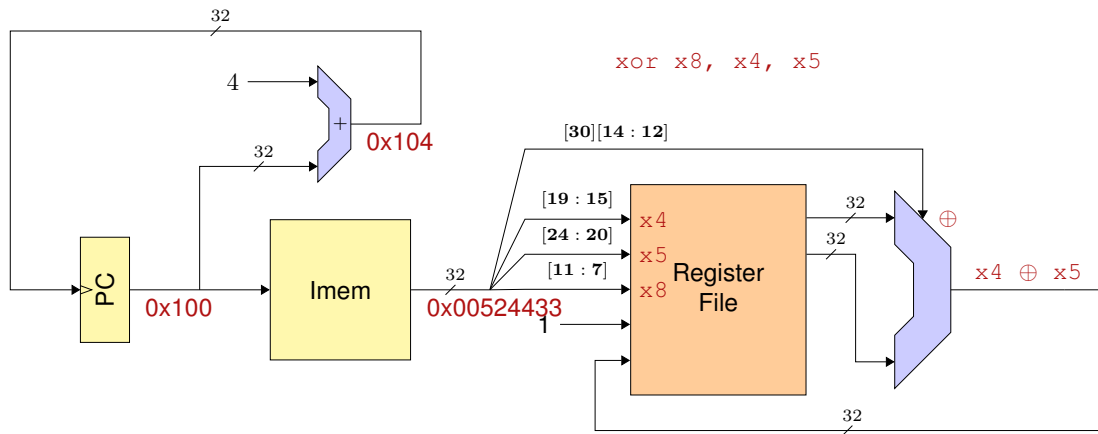 32
xor x8, x4, x5
4
+
0x104
[30][14 : 12]
32
[19 : 15]
x4
32
⊕
[24 : 20]
32
x5
Register
File
PC
Imem
32
[11 : 7]
x8
x4 ⊕ x5
0x100
0x00524433
1
32